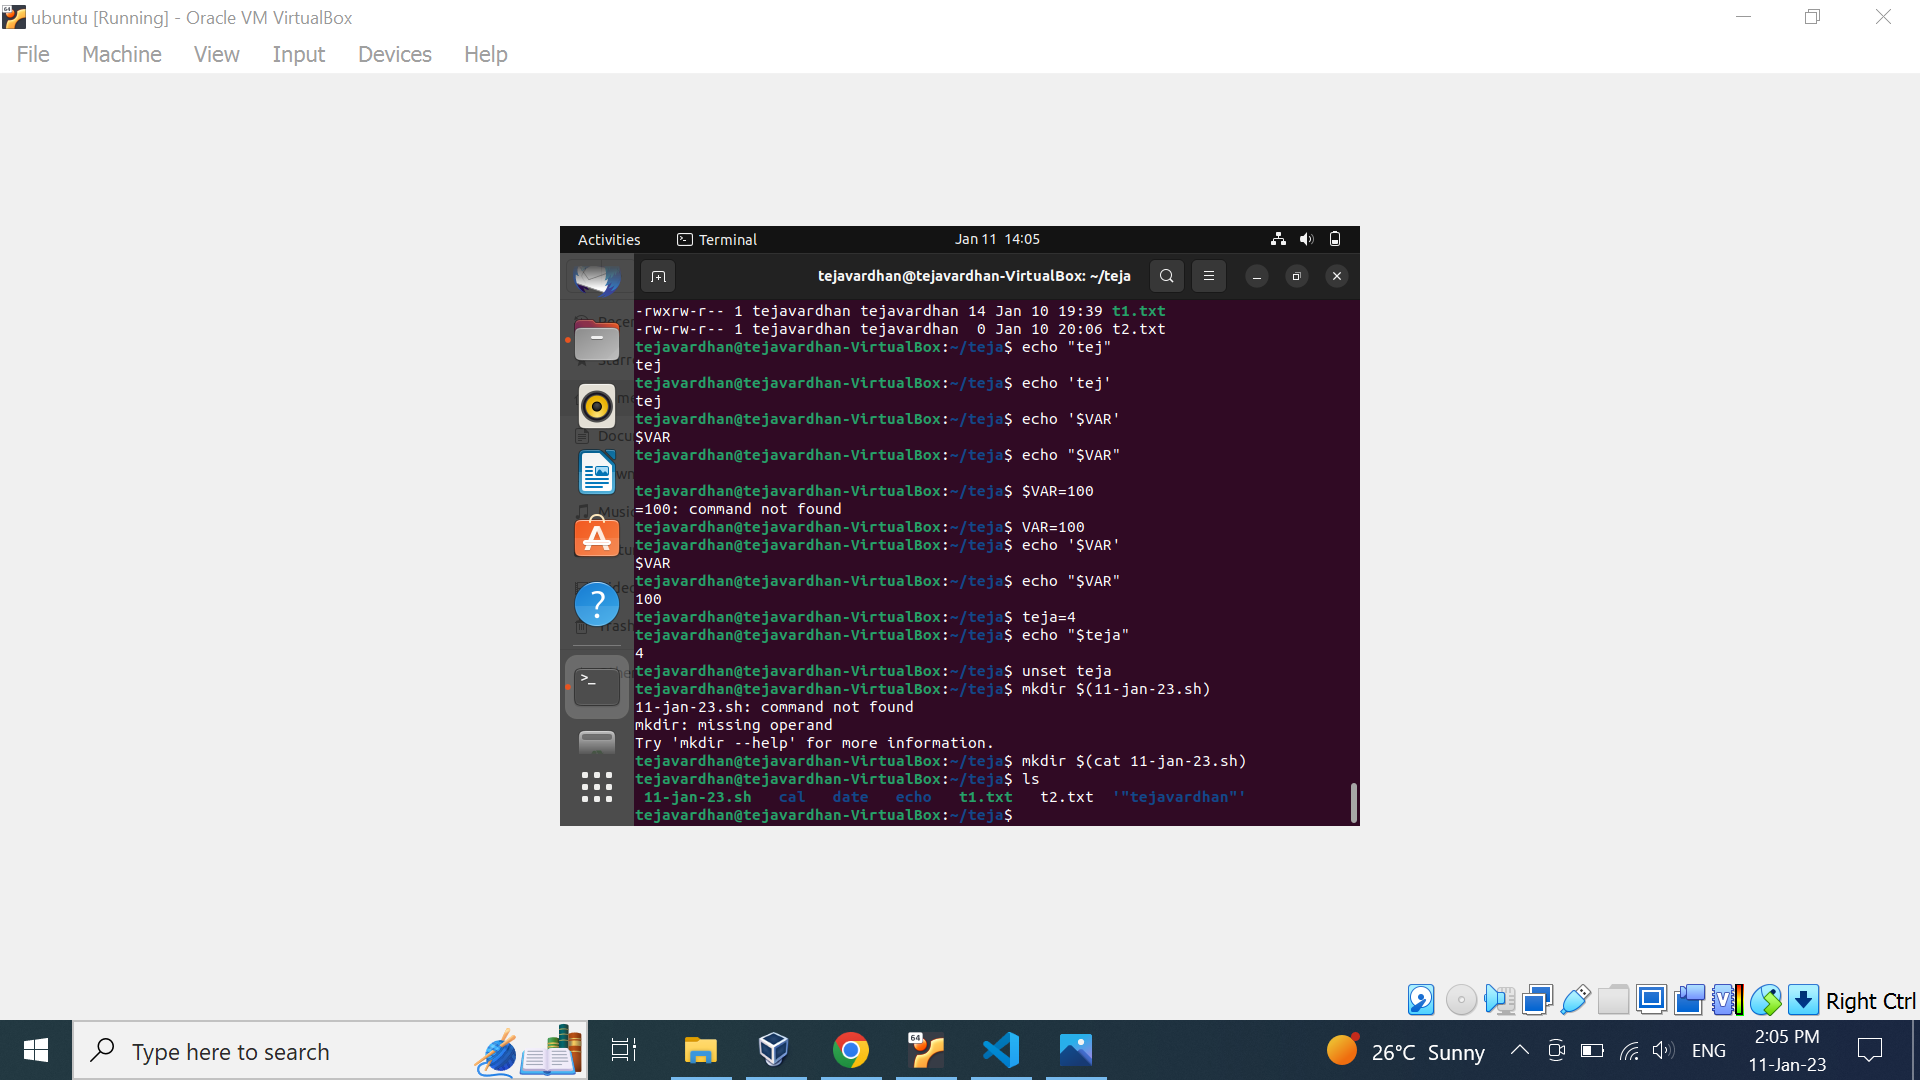 ubuntu [Running] - Oracle VM VirtualBox
File Machine View Input Devices Help
Activities Terminal Jan 11 14:05
tejavardhan@tejavardhan-VirtualBox: ~/teja
-rwxrw-r-- 1 tejavardhan tejavardhan 14 Jan 10 19:39 t1.txt
-rw-rw-r-- 1 tejavardhan tejavardhan  0 Jan 10 20:06 t2.txt
tejavardhan@tejavardhan-VirtualBox:~/teja$ echo "tej"
tej
tejavardhan@tejavardhan-VirtualBox:~/teja$ echo 'tej'
tej
tejavardhan@tejavardhan-VirtualBox:~/teja$ echo '$VAR'
$VAR
tejavardhan@tejavardhan-VirtualBox:~/teja$ echo "$VAR"
tejavardhan@tejavardhan-VirtualBox:~/teja$ $VAR=100
=100: command not found
tejavardhan@tejavardhan-VirtualBox:~/teja$ VAR=100
tejavardhan@tejavardhan-VirtualBox:~/teja$ echo '$VAR'
$VAR
tejavardhan@tejavardhan-VirtualBox:~/teja$ echo "$VAR"
100
tejavardhan@tejavardhan-VirtualBox:~/teja$ teja=4
tejavardhan@tejavardhan-VirtualBox:~/teja$ echo "$teja"
4
tejavardhan@tejavardhan-VirtualBox:~/teja$ unset teja
tejavardhan@tejavardhan-VirtualBox:~/teja$ mkdir $(11-jan-23.sh)
11-jan-23.sh: command not found
mkdir: missing operand
Try 'mkdir --help' for more information.
tejavardhan@tejavardhan-VirtualBox:~/teja$ mkdir $(cat 11-jan-23.sh)
tejavardhan@tejavardhan-VirtualBox:~/teja$ ls
11-jan-23.sh cal date echo t1.txt t2.txt '"tejavardhan"'
tejavardhan@tejavardhan-VirtualBox:~/teja$
Right Ctrl
Type here to search
64
26°C Sunny
ENG
2:05 PM
11-Jan-23